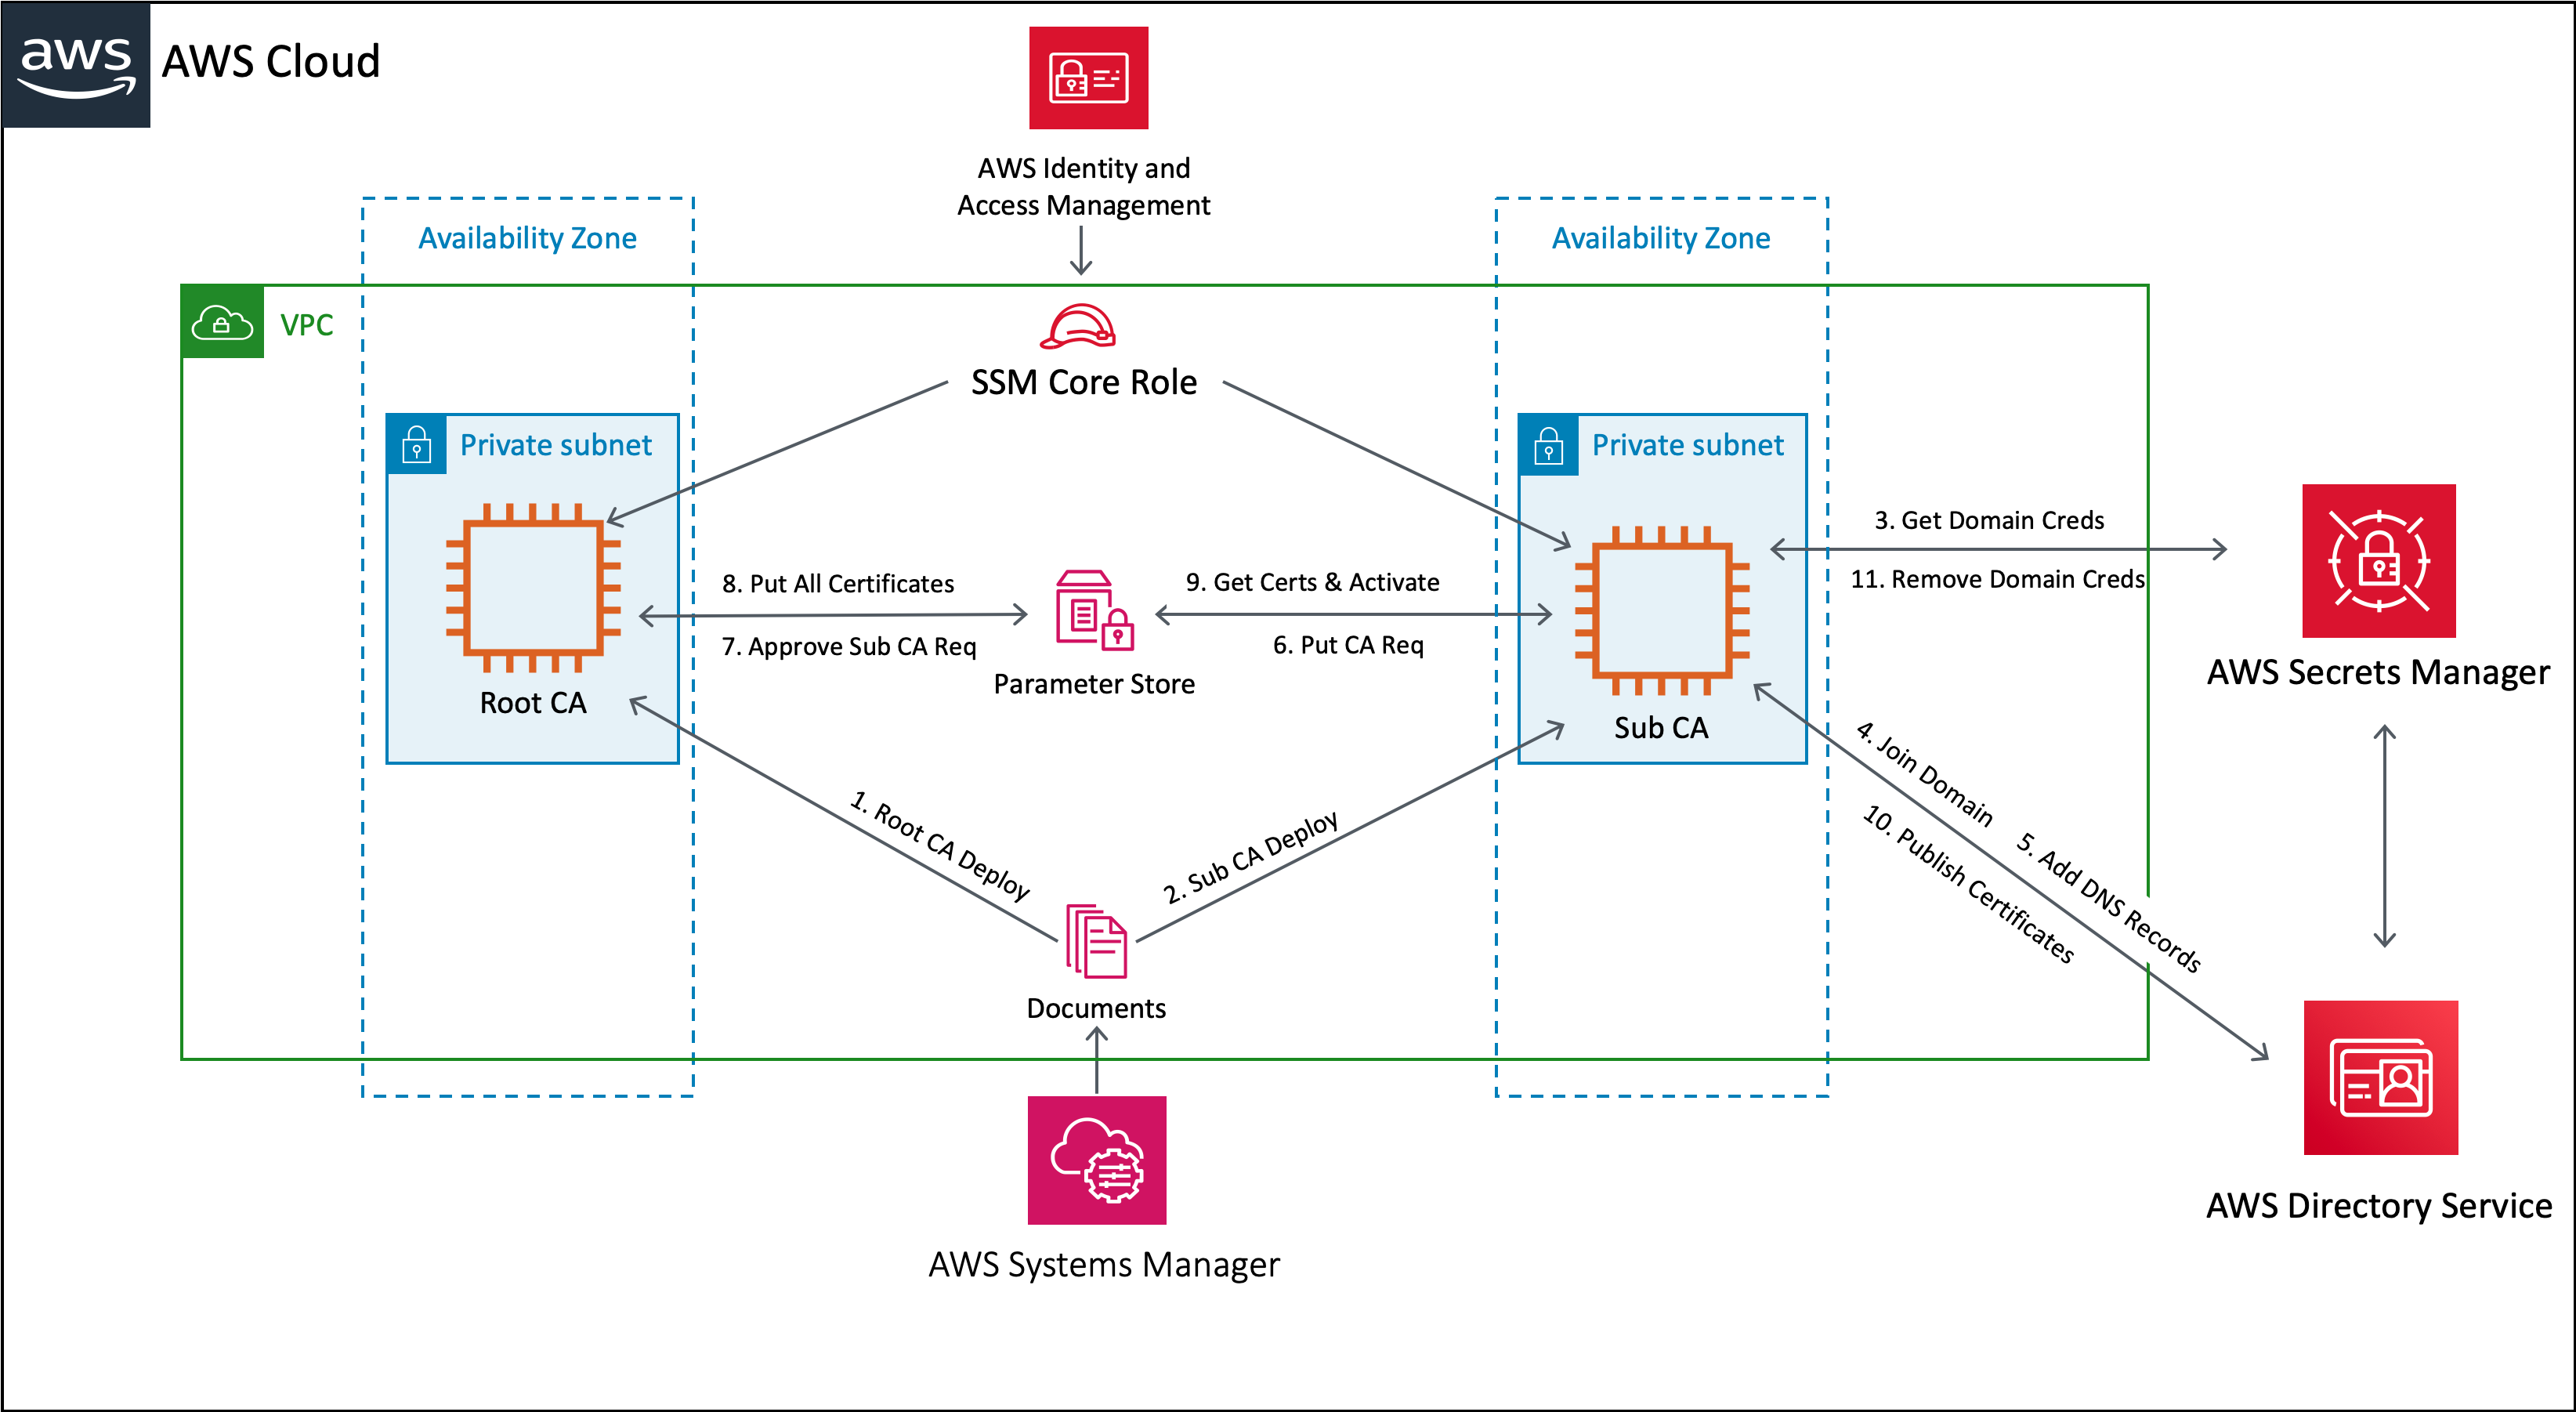 aws
AWS Cloud
AWS Identity and
Access Management
Availability Zone
Availability Zone
VPC
SSM Core Role
Private subnet
Private subnet
3. Get Domain Creds
11. Remove Domain Creds
8. Put All Certificates
9. Get Certs & Activate
7. Approve Sub CA Req
6. Put CA Req
Parameter Store
Root CA
Sub CA
AWS Secrets Manager
4. Join Domain
5. Add DNS Records
10. Publish Certificates
1. Root CA Deploy
2. Sub CA Deploy
Documents
AWS Directory Service
AWS Systems Manager